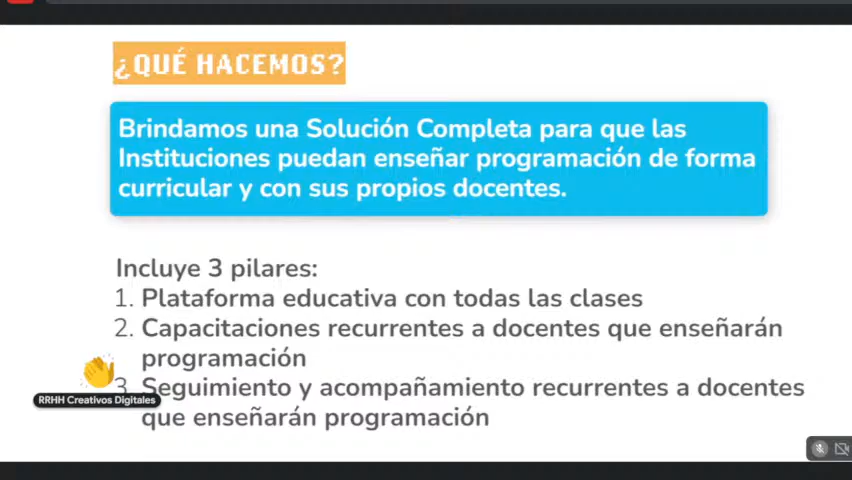 ¿QUÉ HACEMOS?
Brindamos una Solución Completa para que las
Instituciones puedan enseñar programación de forma
curricular y con sus propios docentes.
Incluye 3 pilares:
1. Plataforma educativa con todas las clases
2. Capacitaciones recurrentes a docentes que enseñarán
programación
3. Seguimiento y acompañamiento recurrentes a docentes
RRHH Creativos Digitales
que enseñarán programación